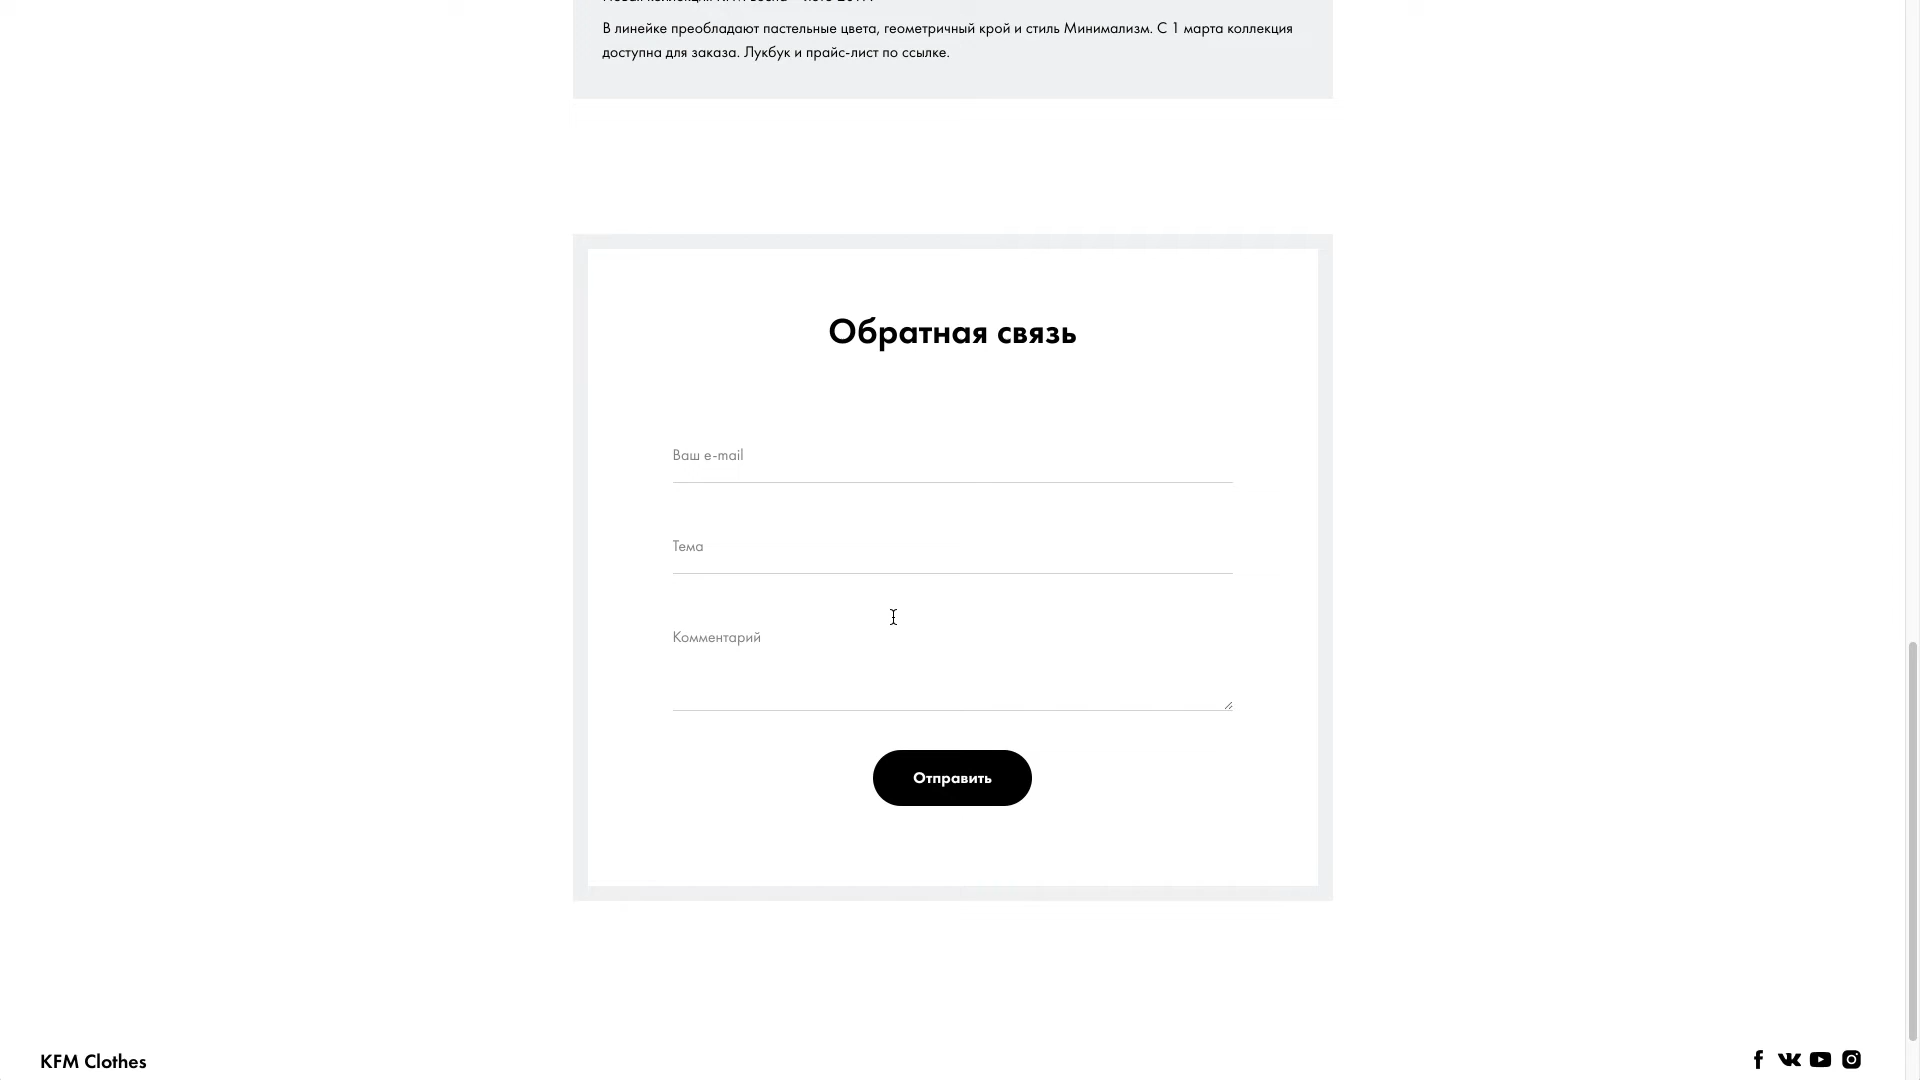 В линейке преобладают пастельные цвета, геометричный крой и стиль Минимализм. С 1 марта коллекция
доступна для заказа. Лукбук и прайс-лист по ссылке.
Обратная связь
Ваш e-mail
Тема
Комментарий
Отправить
KFM Clothes